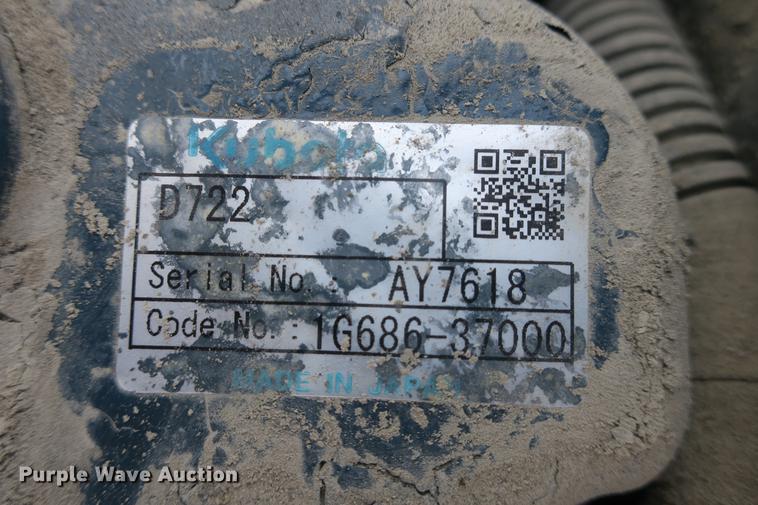 Kubota
D722
Serial No. : AY7618
Code No. : 1G686-37000
MADE IN JAPAN
Purple Wave Auction